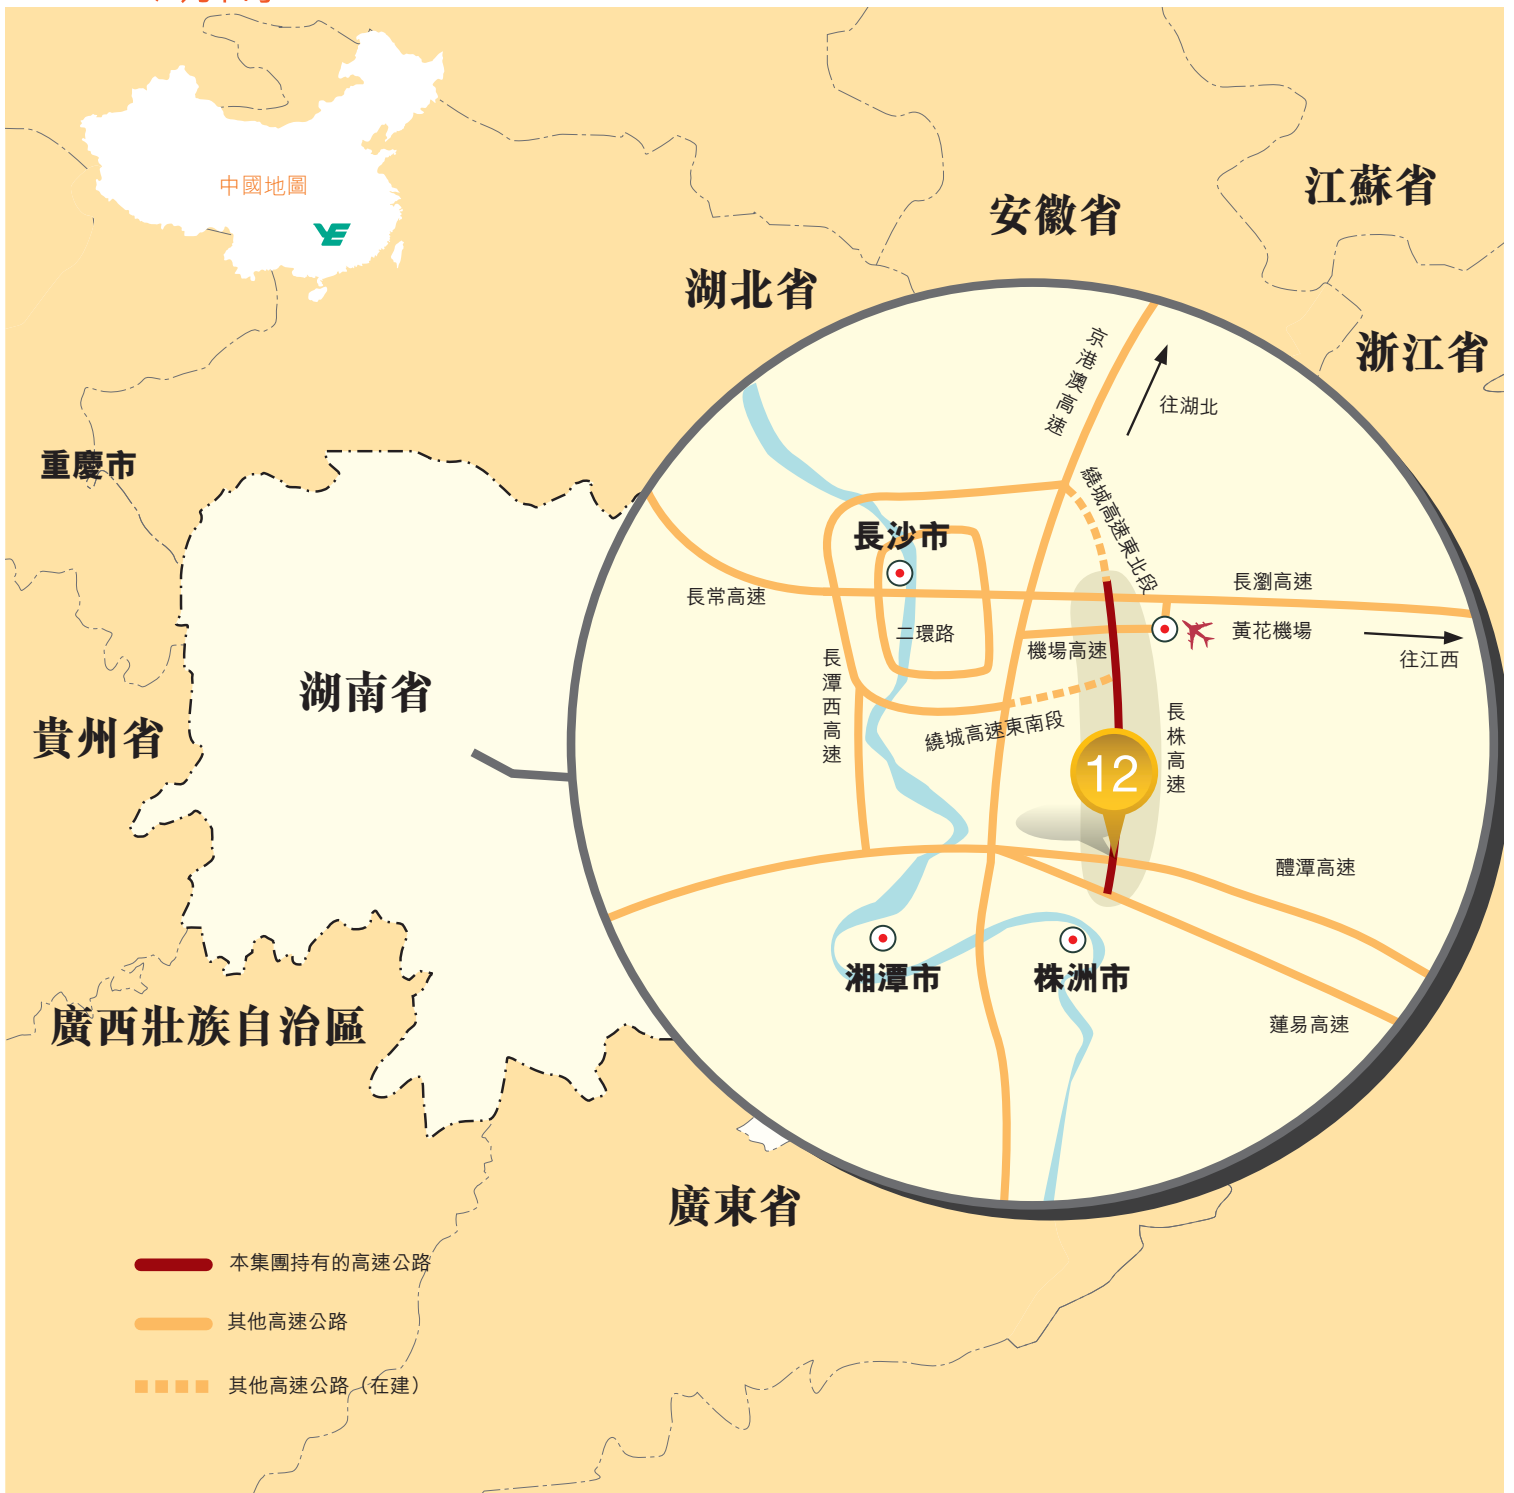 中國地圖
YE
江蘇省
安徽省
湖北省
浙江省
重慶市
湖南省
貴州省
廣西壯族自治區
廣東省
京港澳高速
往湖北
繞城高速東北段
長沙市
長常高速
長瀏高速
二環路
機場高速
黃花機場
往江西
長潭西高速
繞城高速東南段
長株高速
12
醴潭高速
湘潭市
株洲市
蓮易高速
本集團持有的高速公路
其他高速公路
其他高速公路（在建）